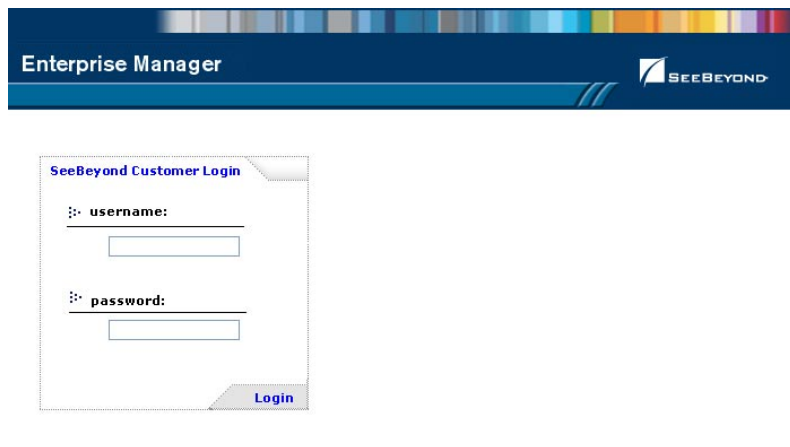 Enterprise Manager
SEEBEYOND
SeeBeyond Customer Login
username:
password:
Login